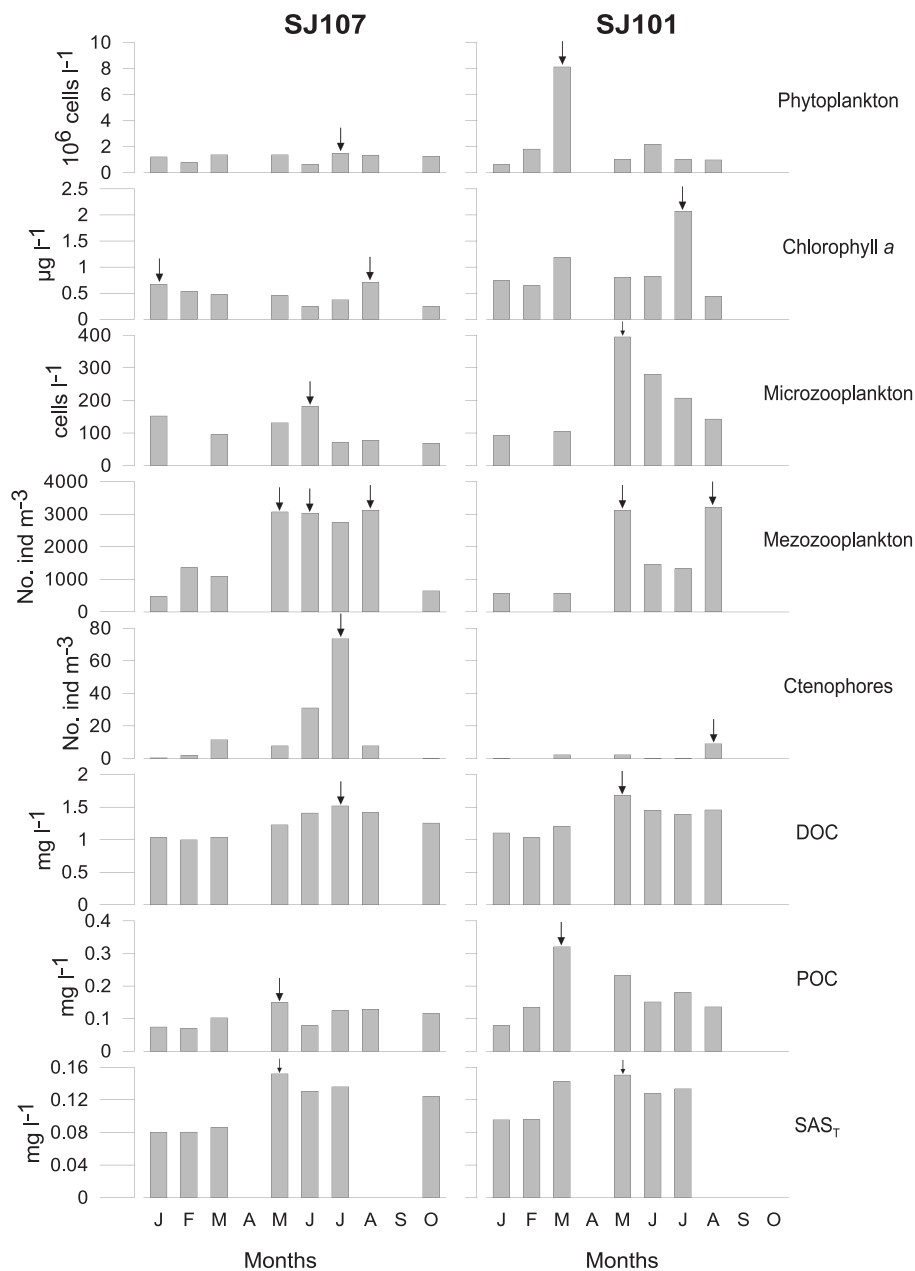 SJ107 SJ101
10
8
6
4
2
0
10⁶ cells l⁻¹
Phytoplankton
2.5
2
1.5
1
0.5
0
µg l⁻¹
Chlorophyll a
400
300
200
100
0
cells l⁻¹
Microzooplankton
4000
3000
2000
1000
0
No. ind m⁻³
Mezozooplankton
80
60
40
20
0
No. ind m⁻³
Ctenophores
2
1.5
1
0.5
0
mg l⁻¹
DOC
0.4
0.3
0.2
0.1
0
mg l⁻¹
POC
0.16
0.12
0.08
0.04
0
mg l⁻¹
SAS_T
J F M A M J J A S O J F M A M J J A S O
Months Months